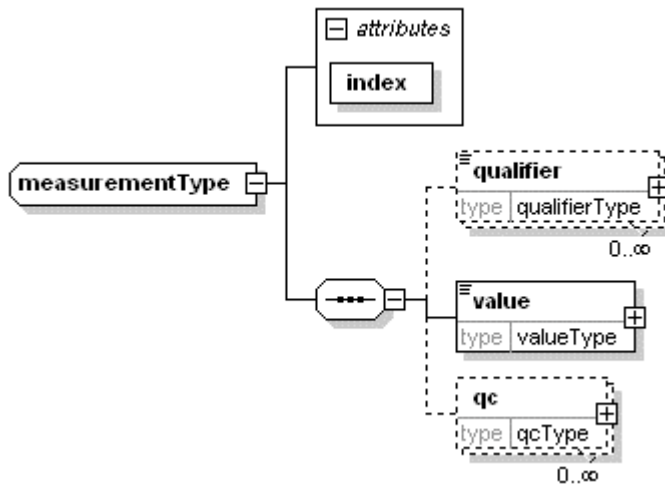 attributes
index
measurementType
qualifier
type qualifierType
0..∞
value
type valueType
qc
type qcType
0..∞